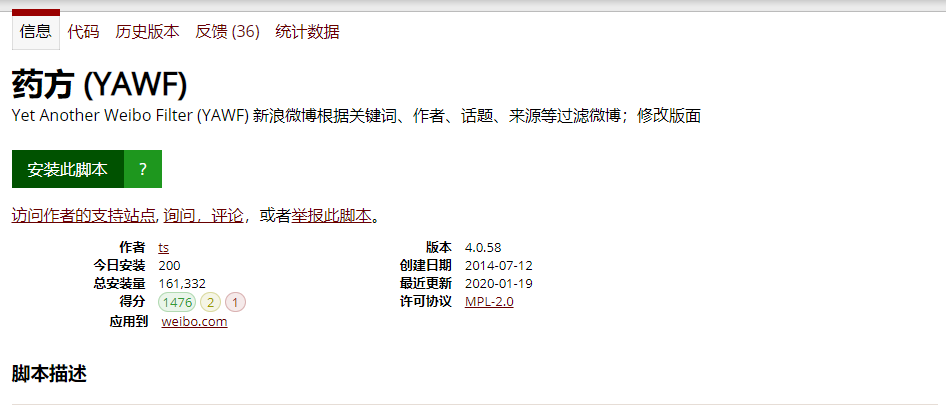 信息 代码 历史版本 反馈 (36) 统计数据
药方 (YAWF)
Yet Another Weibo Filter (YAWF) 新浪微博根据关键词、作者、话题、来源等过滤微博；修改版面
安装此脚本 ?
访问作者的支持站点, 询问，评论，或者举报此脚本。
作者 ts 版本 4.0.58
今日安装 200 创建日期 2014-07-12
总安装量 161,332 最近更新 2020-01-19
得分 1476 2 1 许可协议 MPL-2.0
应用到 weibo.com
脚本描述